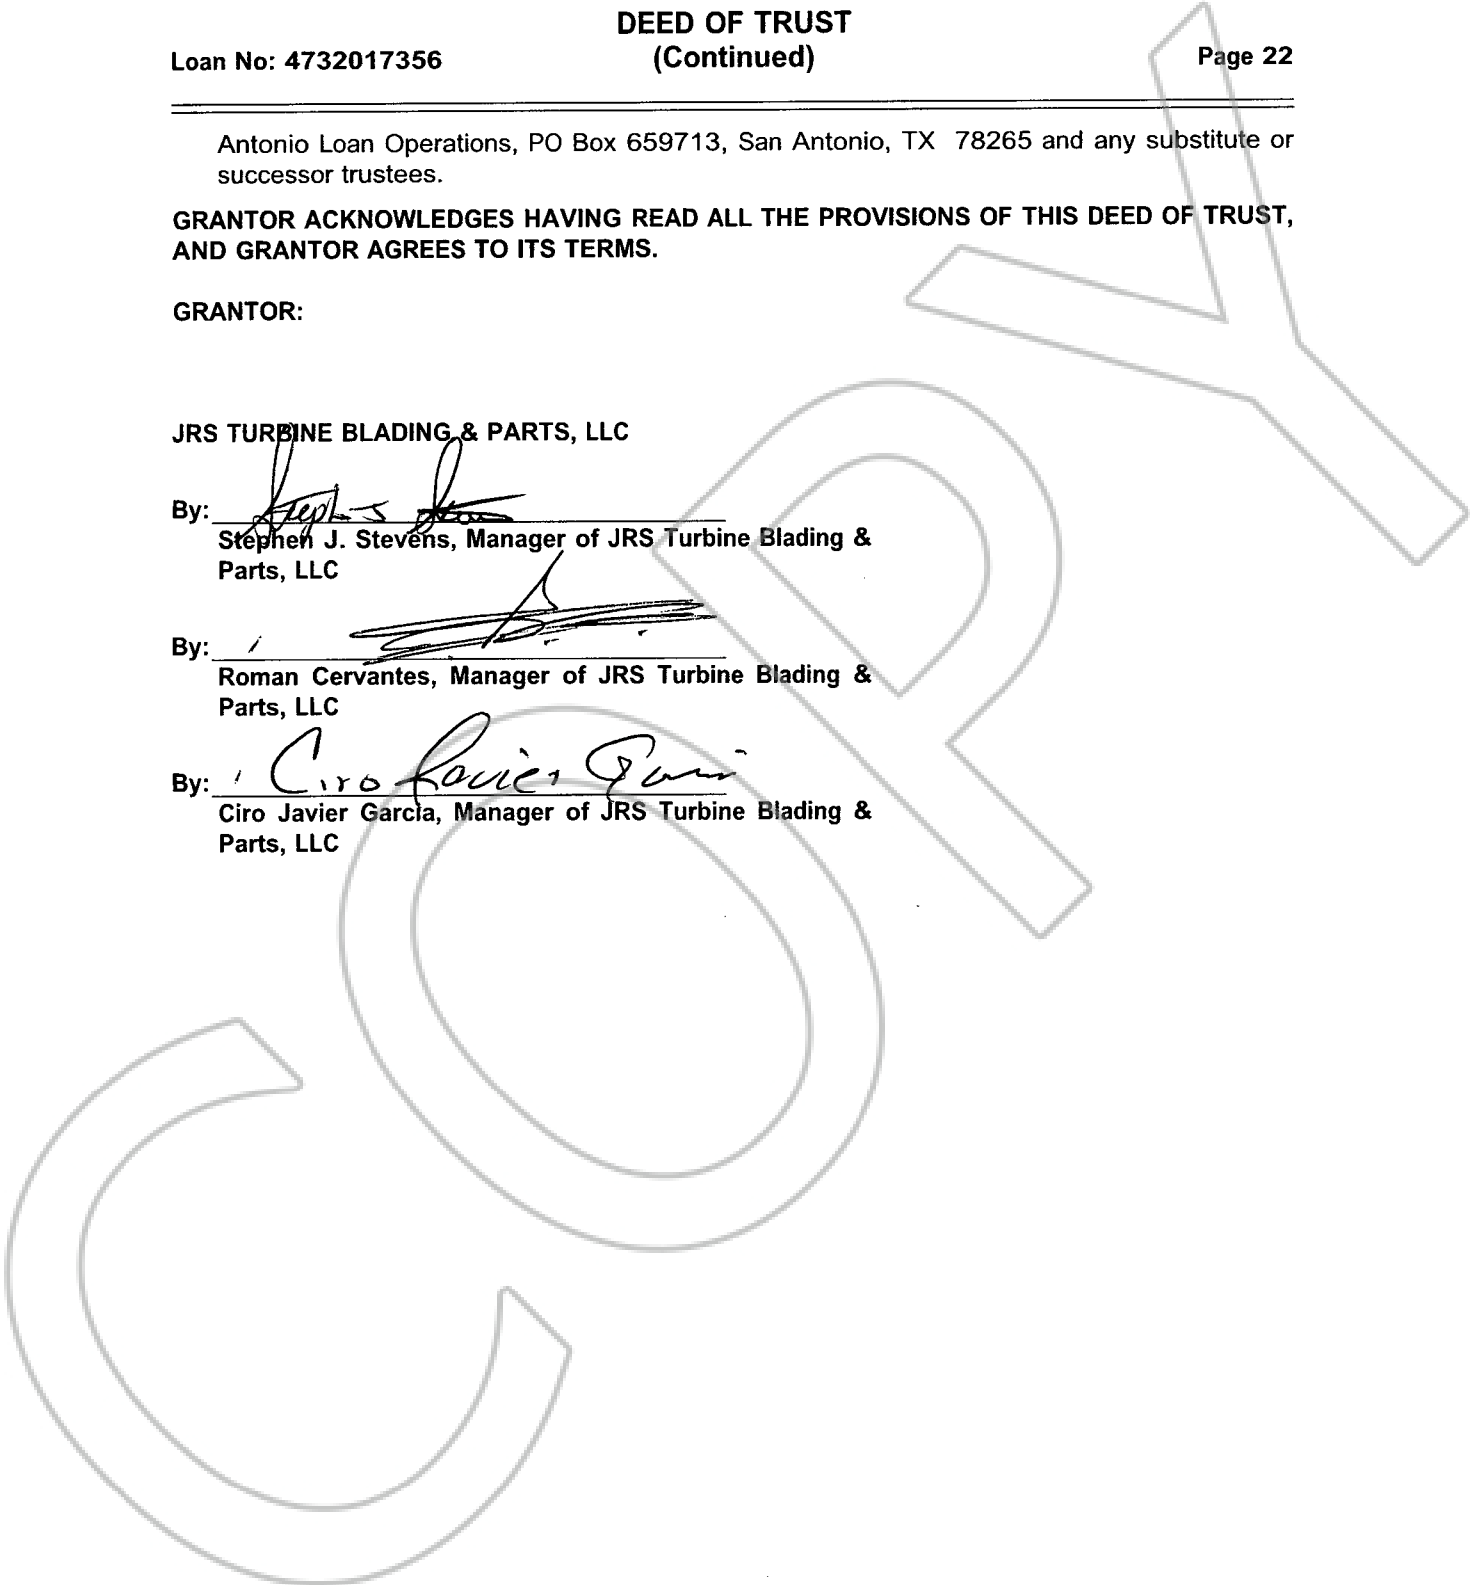 DEED OF TRUST
Loan No: 4732017356 (Continued) Page 22
Antonio Loan Operations, PO Box 659713, San Antonio, TX 78265 and any substitute or
successor trustees.
GRANTOR ACKNOWLEDGES HAVING READ ALL THE PROVISIONS OF THIS DEED OF TRUST,
AND GRANTOR AGREES TO ITS TERMS.
GRANTOR:
JRS TURBINE BLADING & PARTS, LLC
By:
Stephen J. Stevens, Manager of JRS Turbine Blading &
Parts, LLC
By:
Roman Cervantes, Manager of JRS Turbine Blading &
Parts, LLC
By: Ciro Javier
Ciro Javier Garcia, Manager of JRS Turbine Blading &
Parts, LLC
COPY